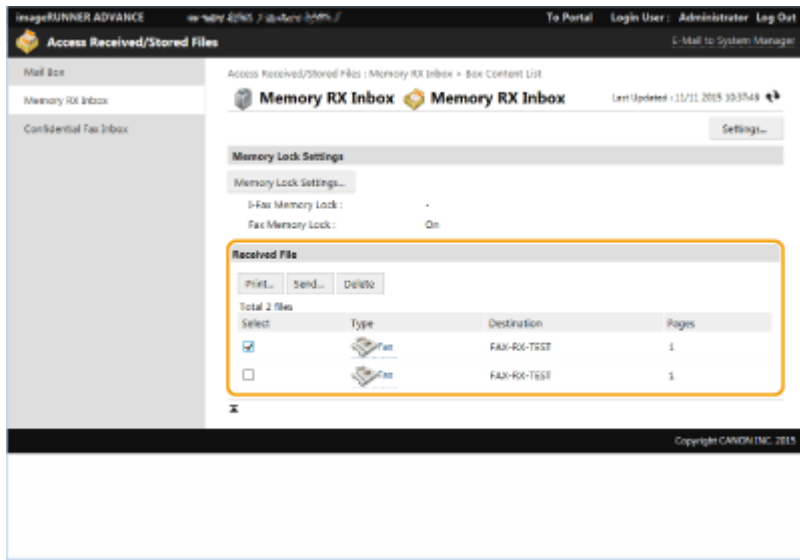 imageRUNNER ADVANCE To Portal Login User : Administrator Log Out
Access Received/Stored Files E-Mail to System Manager
Mail Box
Memory RX Inbox
Confidential Fax Inbox
Access Received/Stored Files : Memory RX Inbox > Box Content List
Memory RX Inbox Memory RX Inbox Last Updated : 11/11 2015 10:37:48
Settings...
Memory Lock Settings
Memory Lock Settings...
I-Fax Memory Lock : -
Fax Memory Lock : On
Received File
Print... Send... Delete
Total 2 files
Select Type Destination Pages
Fax FAX-RX-TEST 1
Fax FAX-RX-TEST 1
Copyright CANON INC. 2015